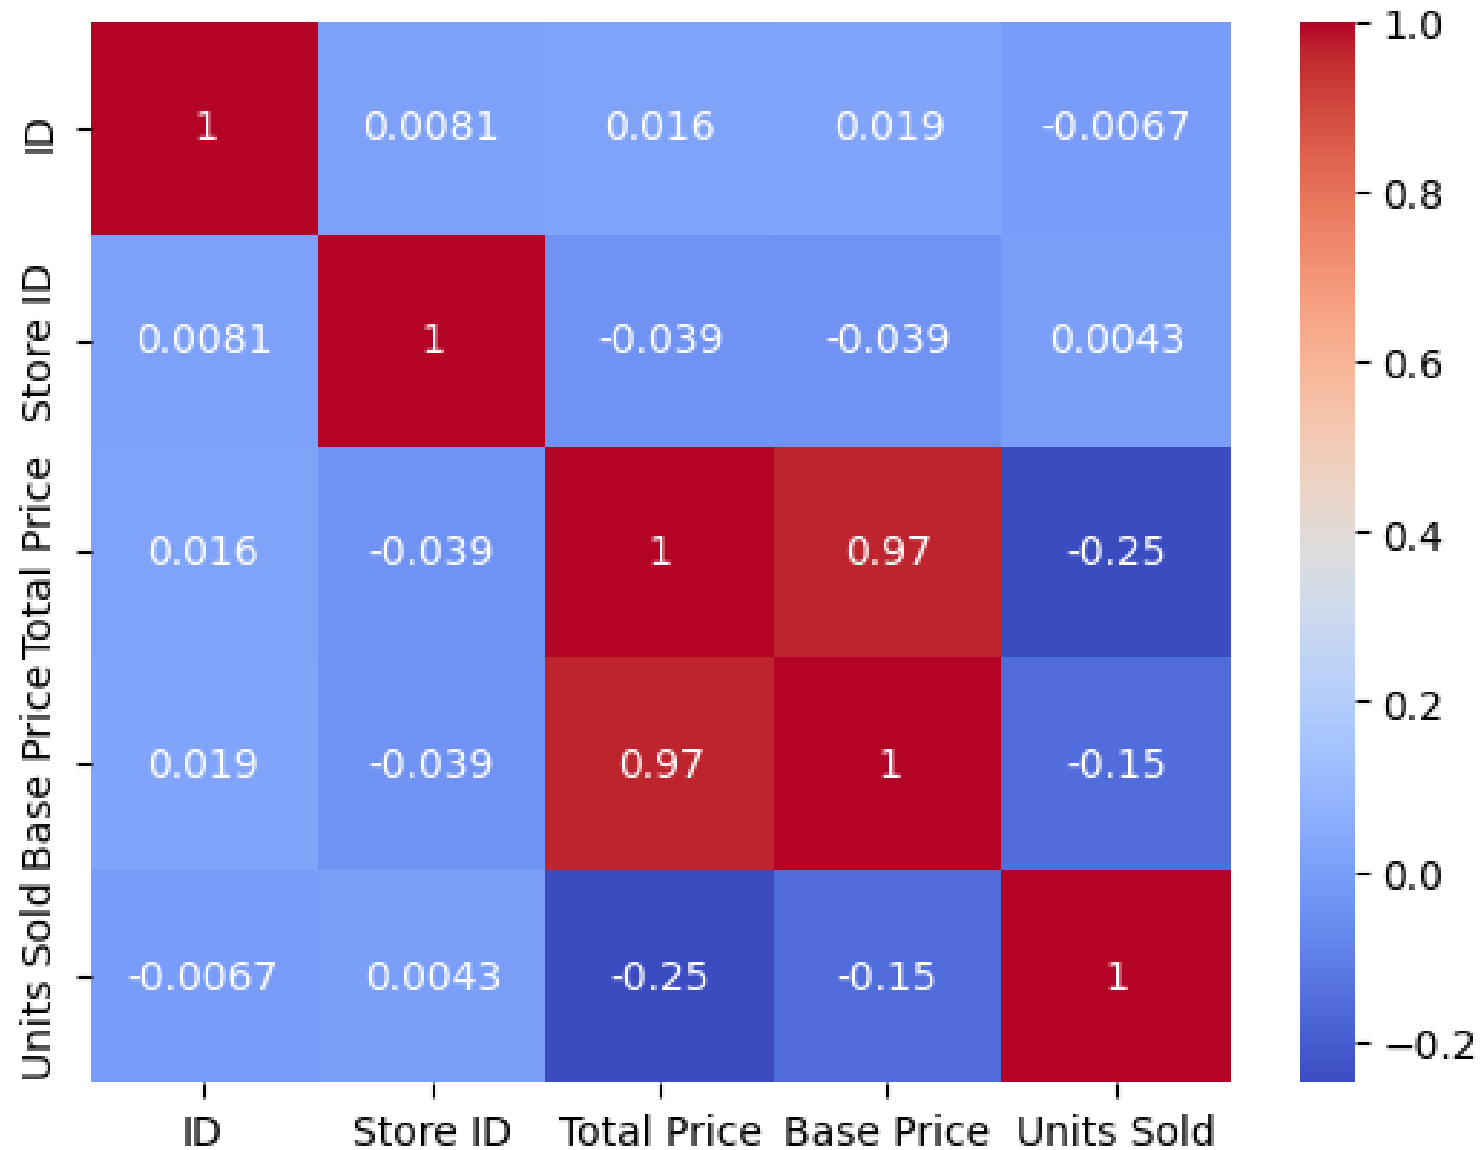 ID 1 0.0081 0.016 0.019 -0.0067
Store ID 0.0081 1 -0.039 -0.039 0.0043
Total Price 0.016 -0.039 1 0.97 -0.25
Base Price 0.019 -0.039 0.97 1 -0.15
Units Sold -0.0067 0.0043 -0.25 -0.15 1
ID Store ID Total Price Base Price Units Sold
1.0
0.8
0.6
0.4
0.2
0.0
−0.2